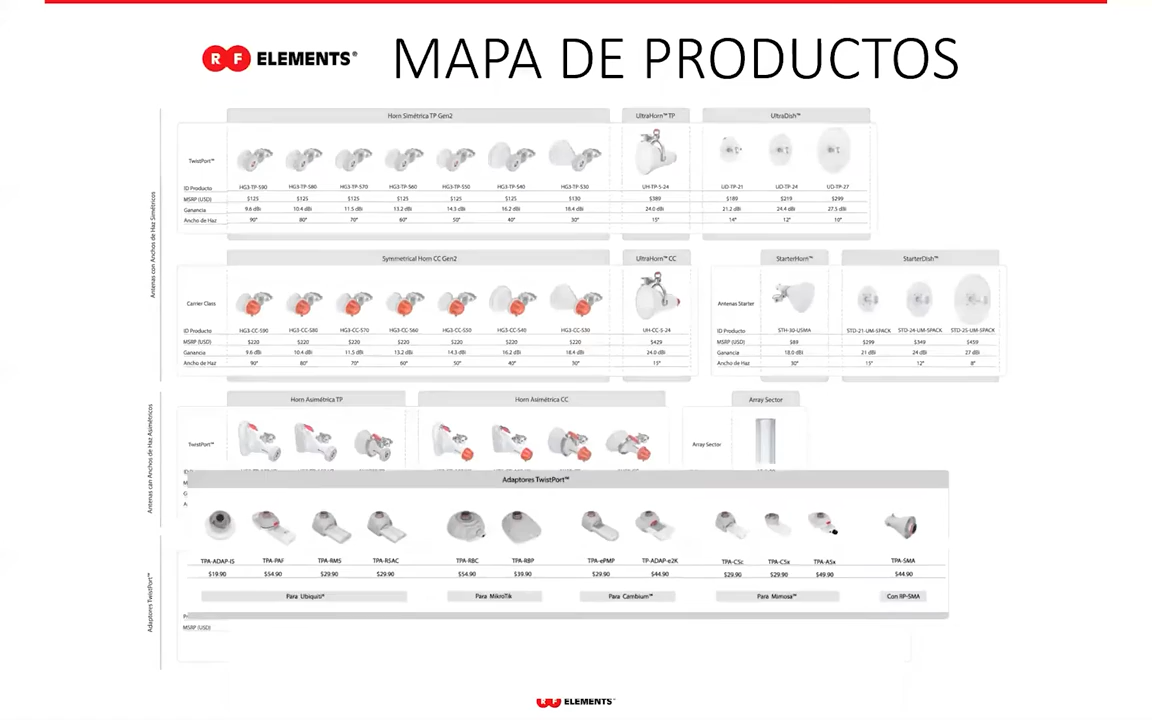 RF ELEMENTS® MAPA DE PRODUCTOS
Horn Simétrica TP Gen2 UltraHorn™ TP UltraDish™
Antenas con Anchos de Haz Simétricos
TwistPort™
ID Producto HG3-TP-S90 HG3-TP-S80 HG3-TP-S70 HG3-TP-S60 HG3-TP-S50 HG3-TP-S40 HG3-TP-S30 UH-TP-5-24 UD-TP-21 UD-TP-24 UD-TP-27
MSRP (USD) $125 $125 $125 $125 $125 $125 $130 $389 $189 $219 $299
Ganancia 9.6 dBi 10.4 dBi 11.5 dBi 13.2 dBi 14.3 dBi 16.2 dBi 18.4 dBi 24.0 dBi 21.2 dBi 24.4 dBi 27.5 dBi
Ancho de Haz 90° 80° 70° 60° 50° 40° 30° 15° 14° 12° 10°
Symmetrical Horn CC Gen2 UltraHorn™ CC StarterHorn™ StarterDish™
Carrier Class Antenas Starter
ID Producto HG3-CC-S90 HG3-CC-S80 HG3-CC-S70 HG3-CC-S60 HG3-CC-S50 HG3-CC-S40 HG3-CC-S30 UH-CC-5-24 ID Producto STH-30-USMA STD-21-UM-5PACK STD-24-UM-5PACK STD-25-UM-5PACK
MSRP (USD) $220 $220 $220 $220 $220 $220 $220 $429 MSRP (USD) $89 $299 $349 $459
Ganancia 9.6 dBi 10.4 dBi 11.5 dBi 13.2 dBi 14.3 dBi 16.2 dBi 18.4 dBi 24.0 dBi Ganancia 18.0 dBi 21 dBi 24 dBi 27 dBi
Ancho de Haz 90° 80° 70° 60° 50° 40° 30° 15° Ancho de Haz 30° 15° 12° 8°
Horn Asimétrica TP Horn Asimétrica CC Array Sector
Antenas can Anchos de Haz Asimétricos
TwistPort™ Array Sector
Adaptores TwistPort™
TPA-ADAP-i5 TPA-PAF TPA-RM5 TPA-R5AC TPA-RBC TPA-RBP TPA-ePMP TP-ADAP-e2K TPA-C5c TPA-C5x TPA-A5x TPA-SMA
$19.90 $54.90 $29.90 $29.90 $54.90 $39.90 $29.90 $44.90 $29.90 $29.90 $49.90 $44.90
Para Ubiquiti® Para MikroTik Para Cambium™ Para Mimosa™ Con RP-SMA
Adaptores TwistPort™
MSRP (USD)
RF ELEMENTS®